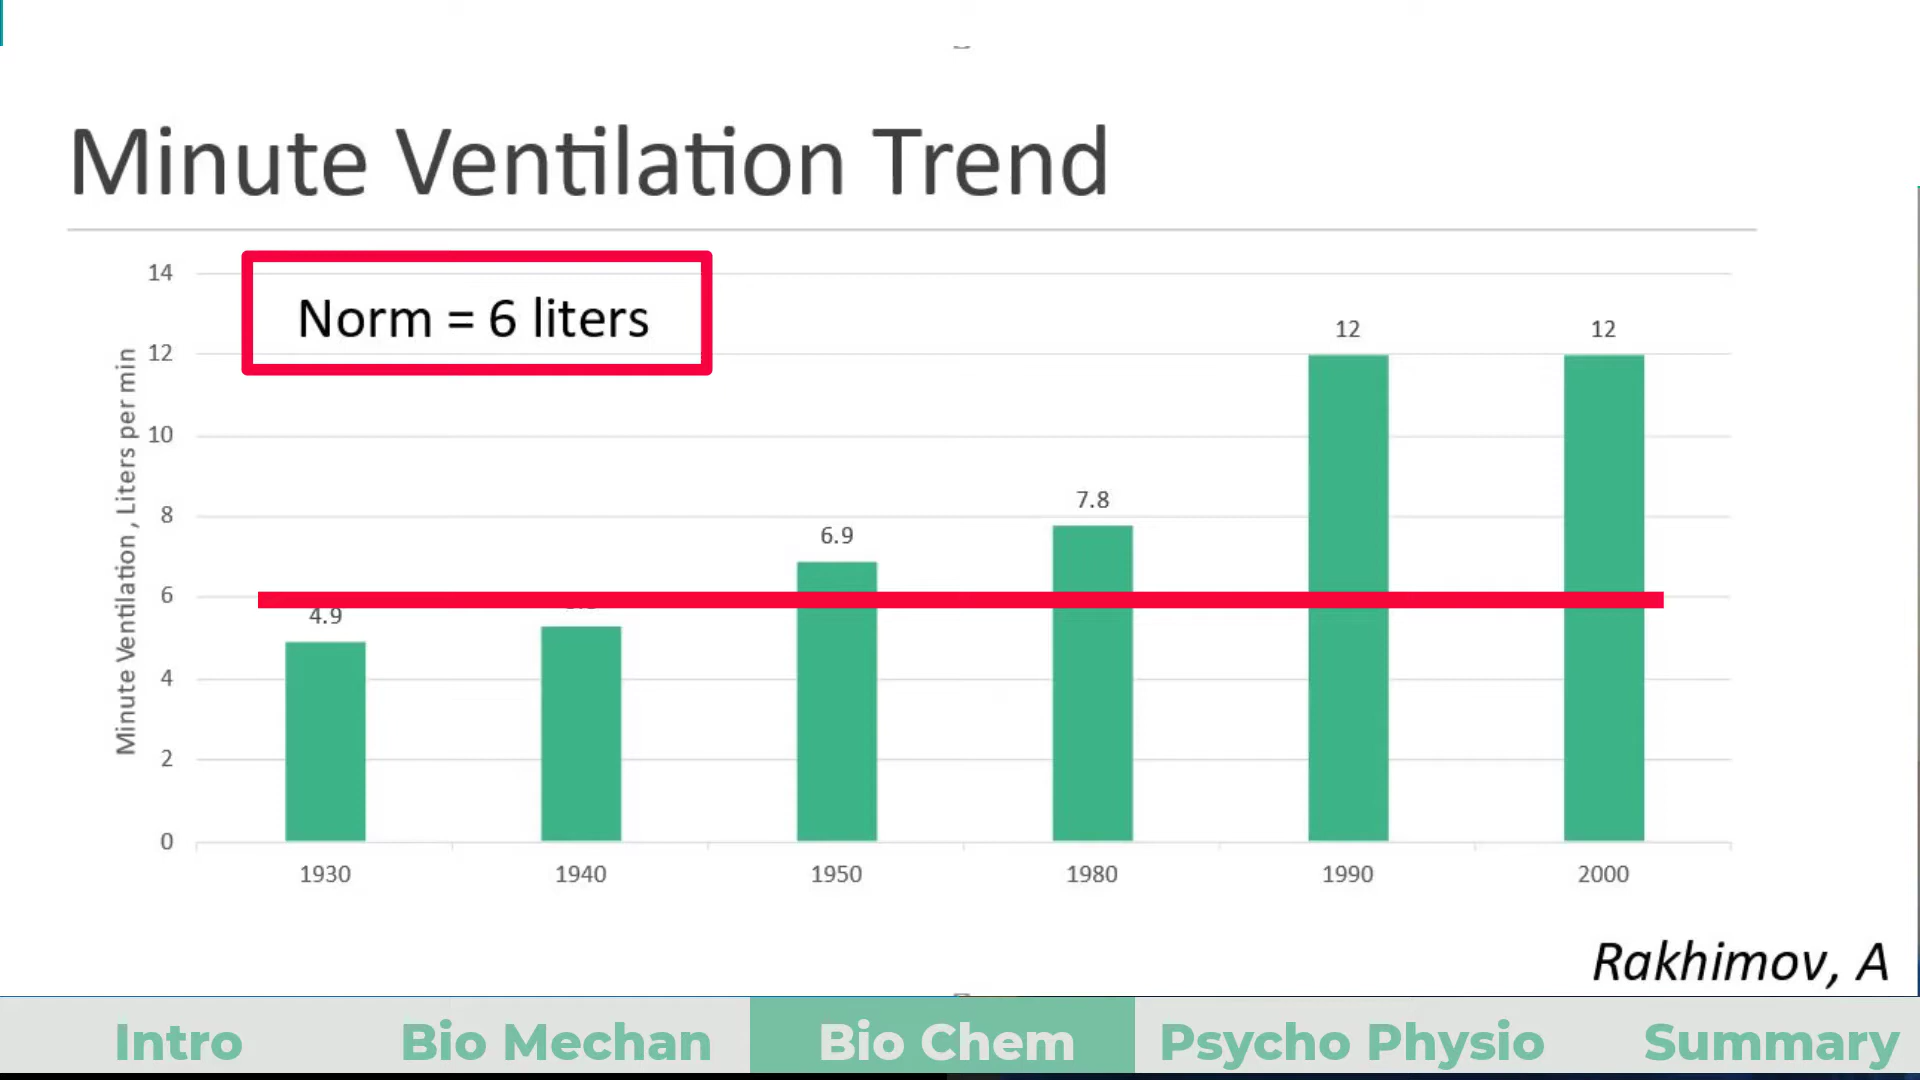 Minute Ventilation Trend
Norm = 6 liters
Minute Ventilation , Liters per min
14
12
10
8
6
4
2
0
4.9
6.9
7.8
12
12
1930 1940 1950 1980 1990 2000
Rakhimov, A
Intro Bio Mechan Bio Chem Psycho Physio Summary